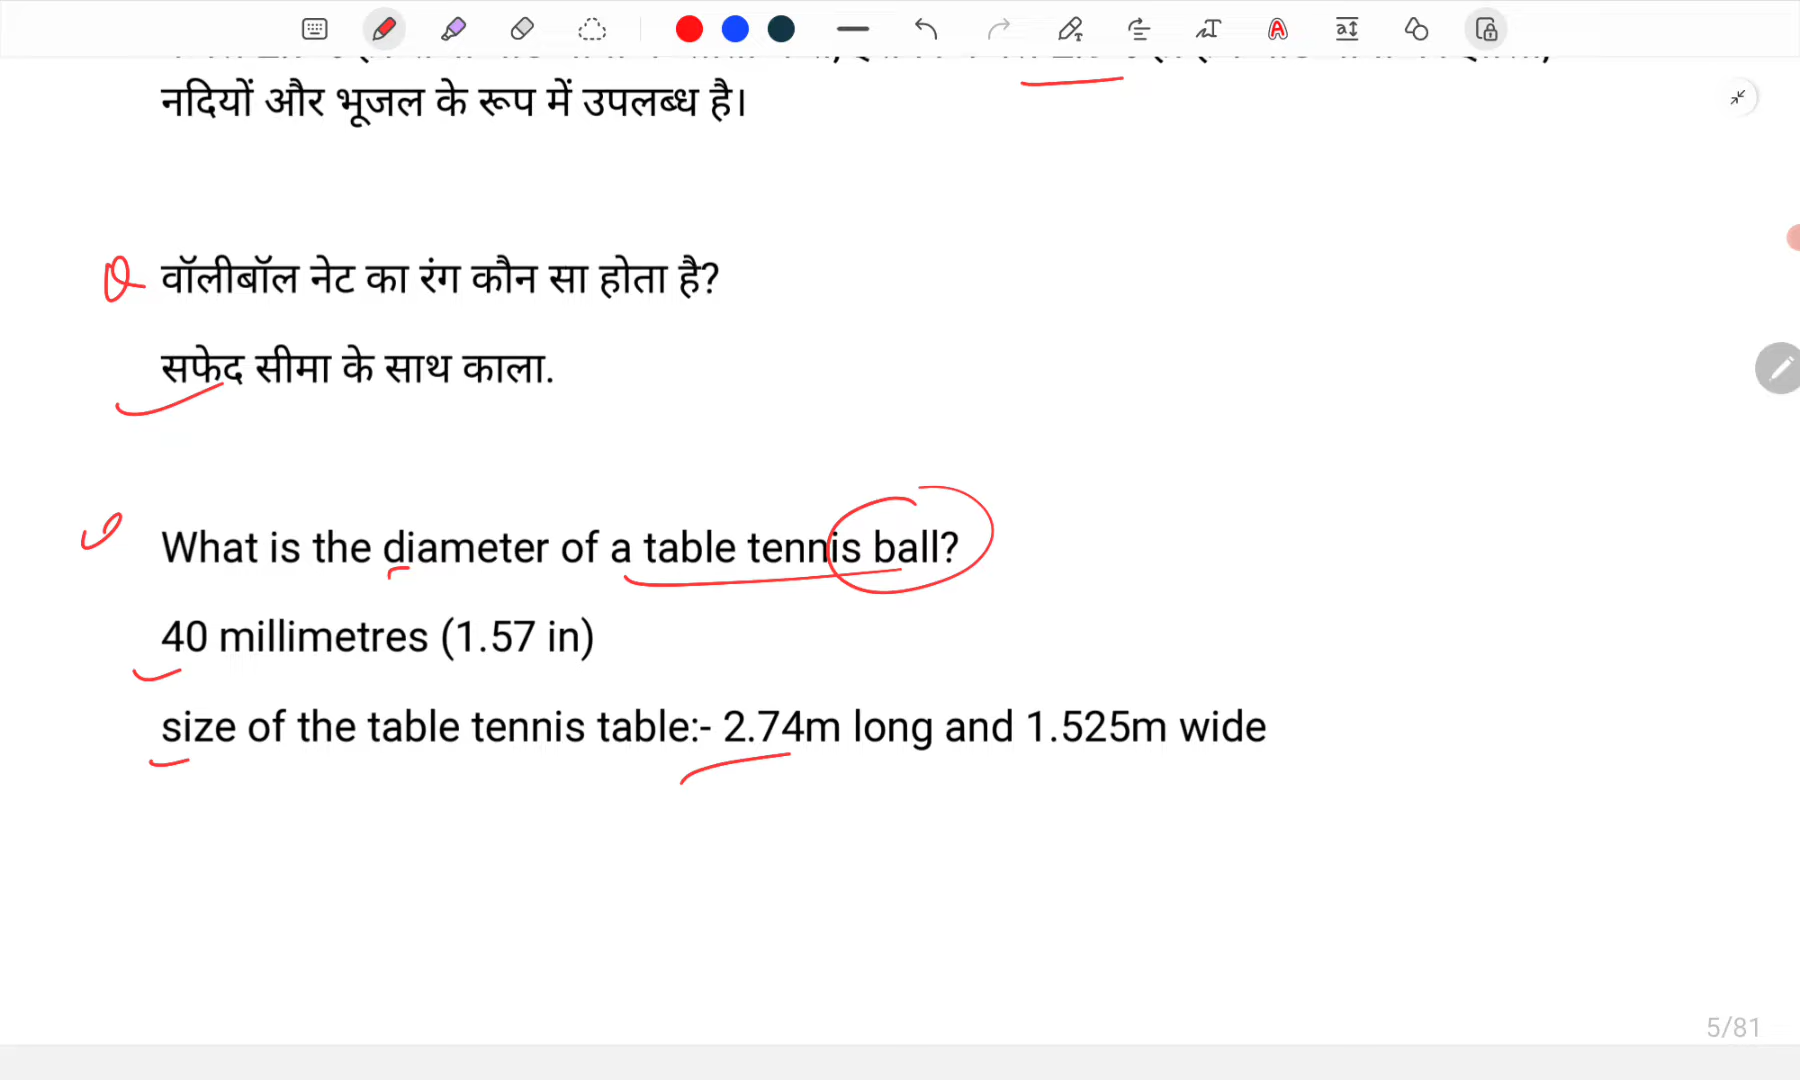 नदियों और भूजल के रूप में उपलब्ध है।
Q वॉलीबॉल नेट का रंग कौन सा होता है?
सफेद सीमा के साथ काला.
What is the diameter of a table tennis ball?
40 millimetres (1.57 in)
size of the table tennis table:- 2.74m long and 1.525m wide
5/81